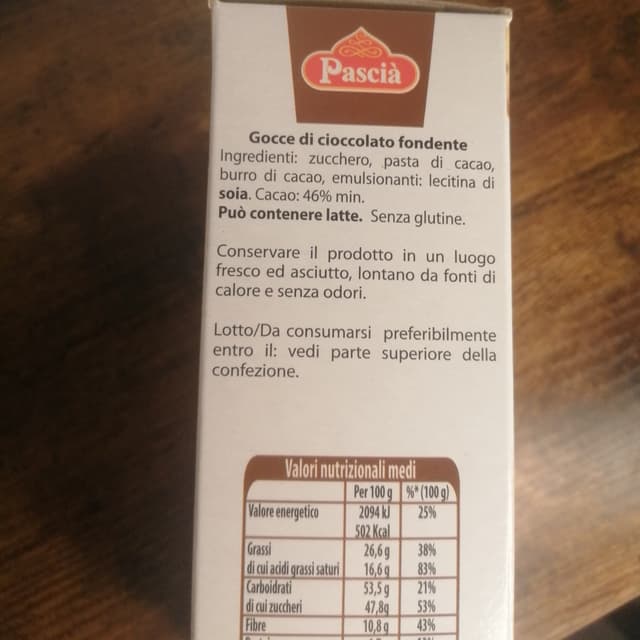 Pascià
Gocce di cioccolato fondente
Ingredienti: zucchero, pasta di cacao,
burro di cacao, emulsionanti: lecitina di
soia. Cacao: 46% min.
Può contenere latte. Senza glutine.
Conservare il prodotto in un luogo
fresco ed asciutto, lontano da fonti di
calore e senza odori.
Lotto/Da consumarsi preferibilmente
entro il: vedi parte superiore della
confezione.
Valori nutrizionali medi
Per 100 g %* (100 g)
Valore energetico 2094 kJ 25%
502 Kcal
Grassi 26,6 g 38%
di cui acidi grassi saturi 16,6 g 83%
Carboidrati 53,5 g 21%
di cui zuccheri 47,8g 53%
Fibre 10,8 g 43%